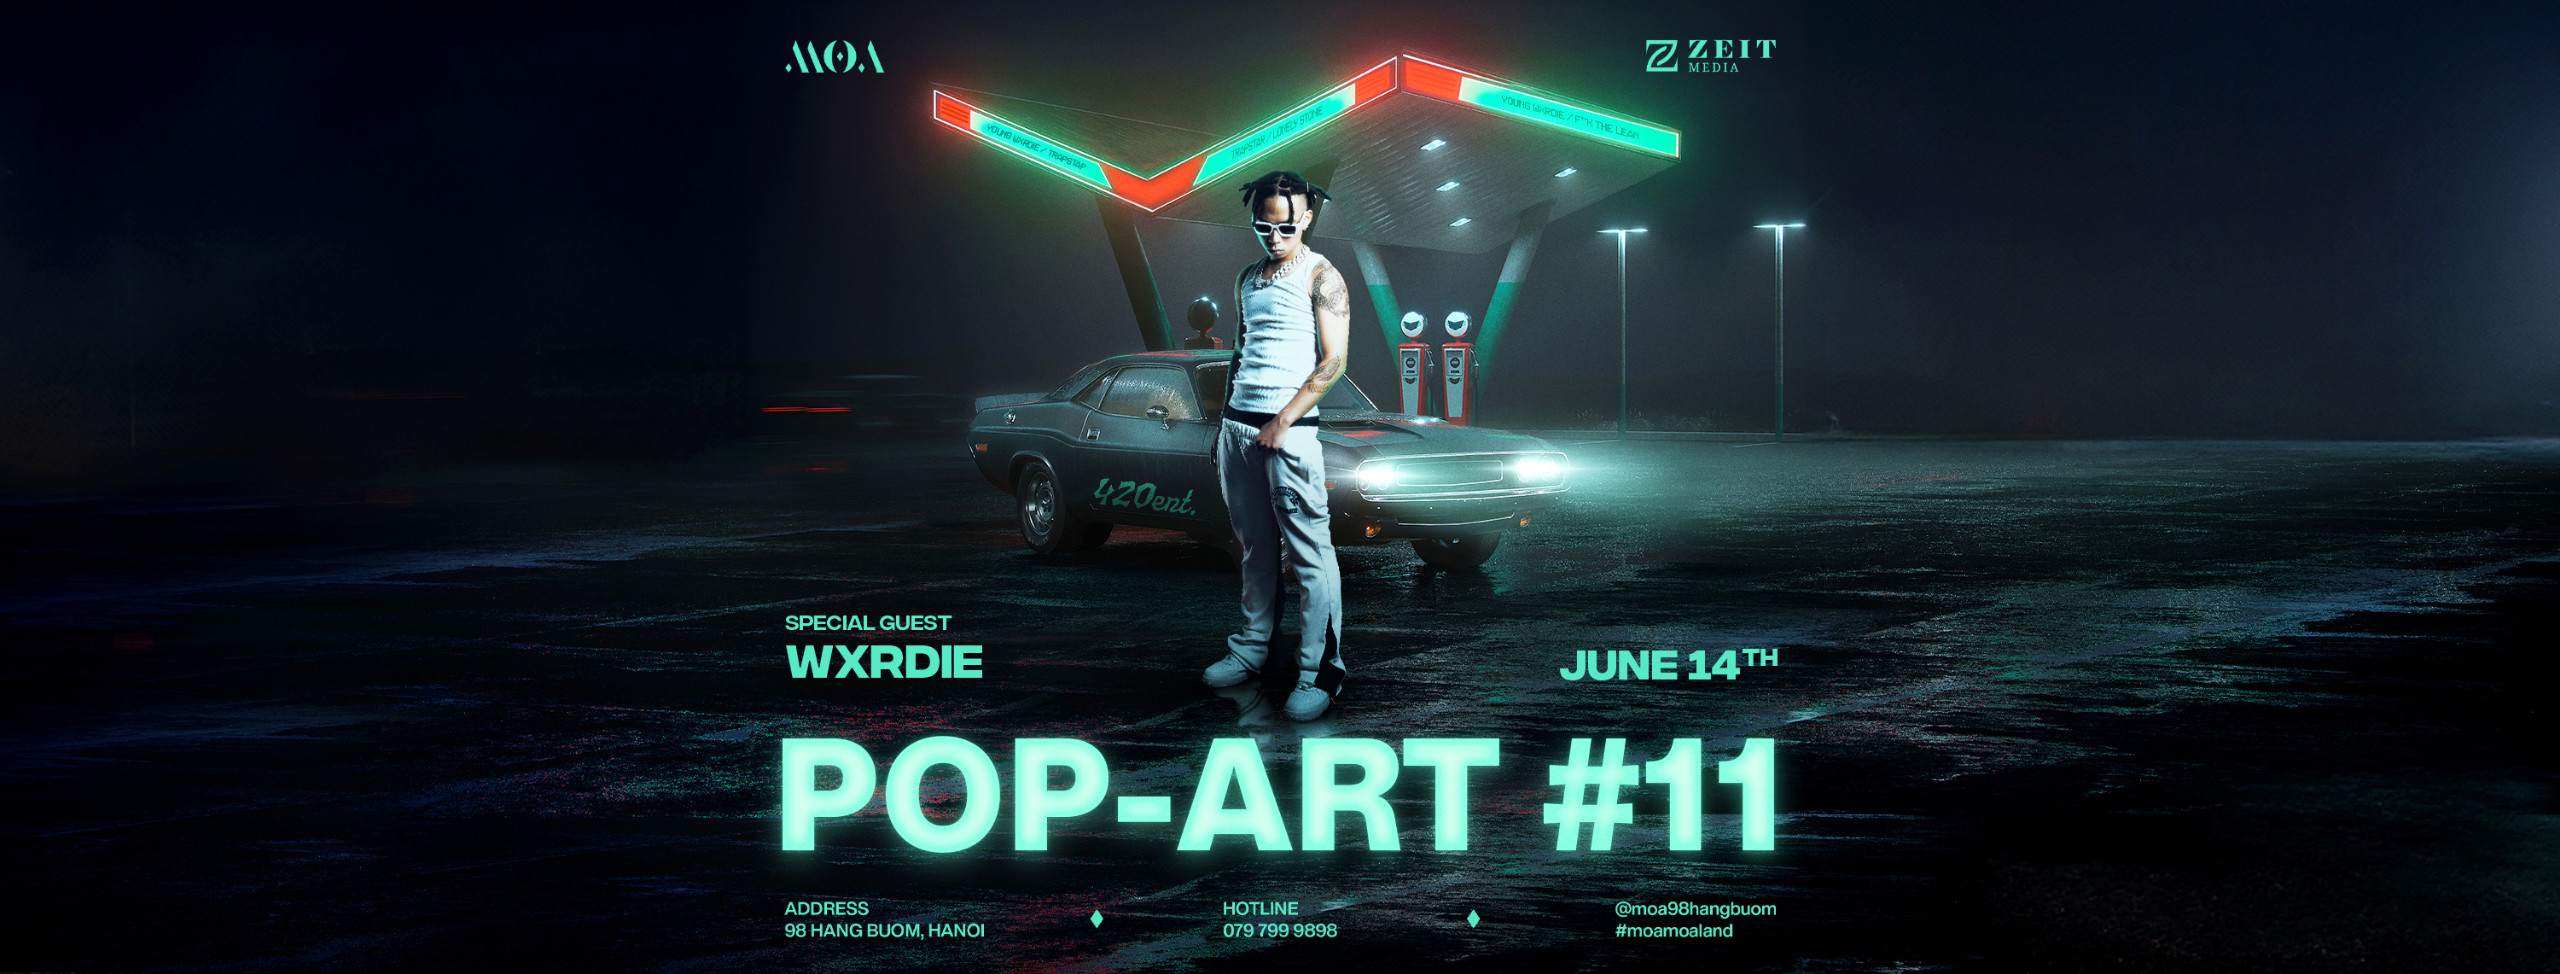 MOA
ZEIT
MEDIA
YOUNG WXRDIE / TRAPSTAR
TRAPSTAR / LONELY STONIE
YOUNG WXRDIE / F**K THE LEAN
420ent.
SPECIAL GUEST
WXRDIE
JUNE 14TH
POP-ART #11
ADDRESS
98 HANG BUOM, HANOI
HOTLINE
079 799 9898
@moa98hangbuom
#moamoaland